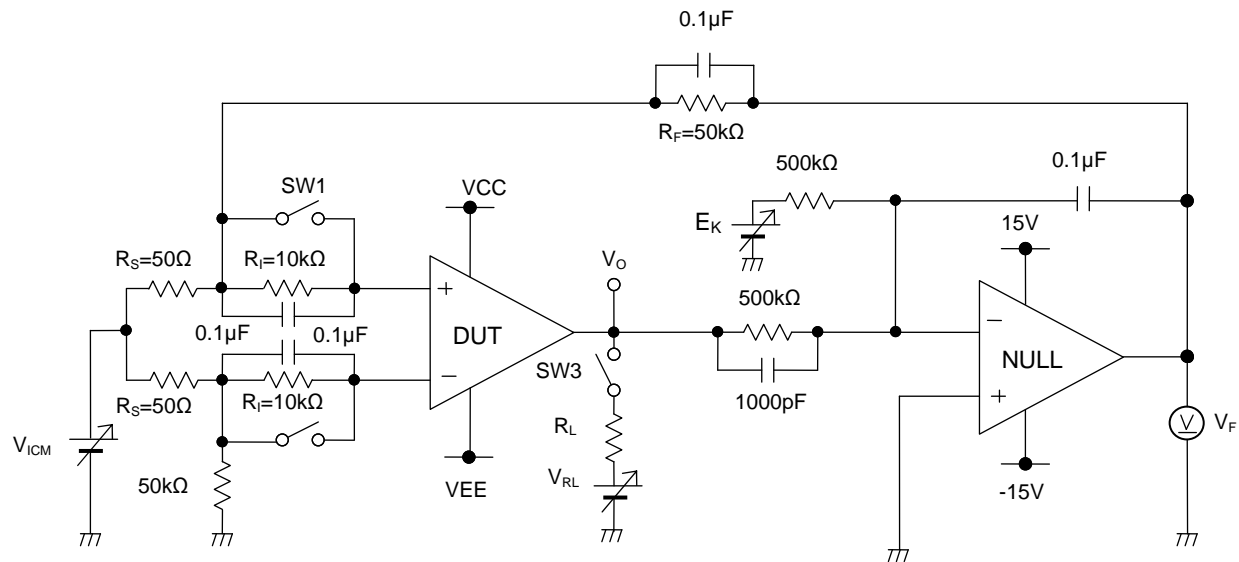 0.1µF
RF=50kΩ
500kΩ
0.1µF
SW1
VCC
EK
15V
RS=50Ω
RI=10kΩ
VO
500kΩ
+
−
0.1µF
0.1µF
DUT
NULL
−
SW3
+
RS=50Ω
RI=10kΩ
1000pF
V
VF
VICM
RL
50kΩ
VEE
VRL
-15V